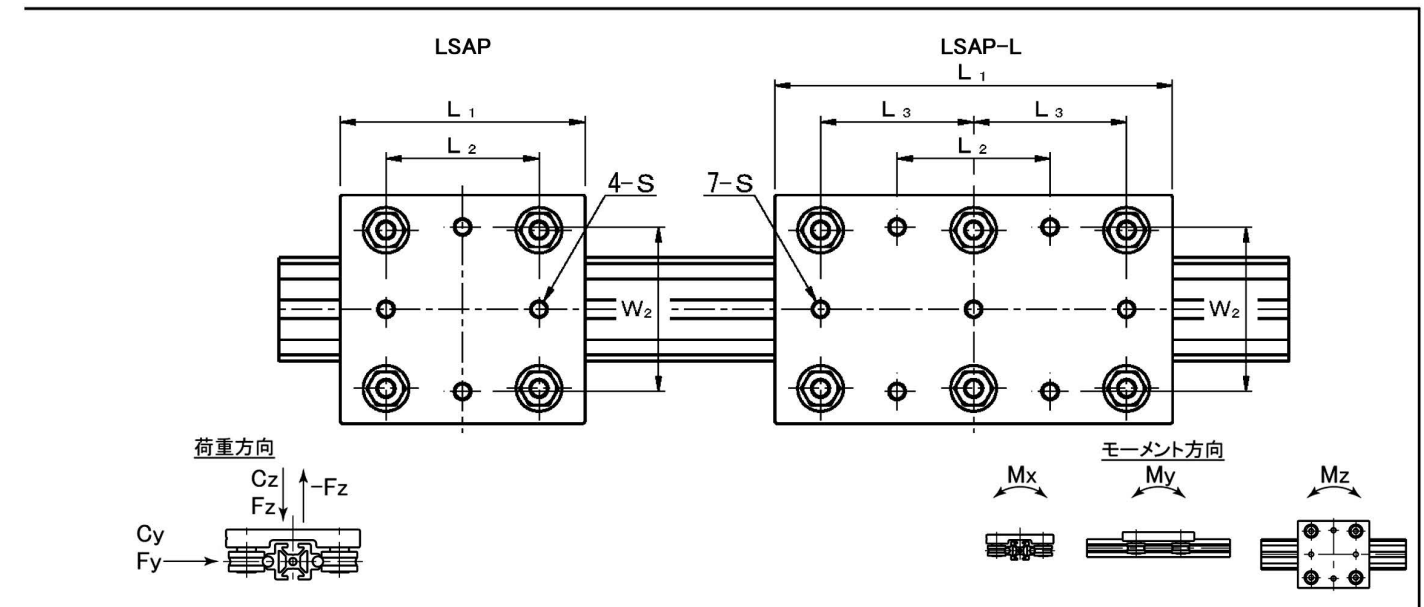 LSAP
LSAP-L
L₁
L₁
L₃ L₃
L₂
L₂
4-S
7-S
W₂
W₂
荷重方向
Cz
Fz
-Fz
Cy
Fy
モーメント方向
Mx
My
Mz